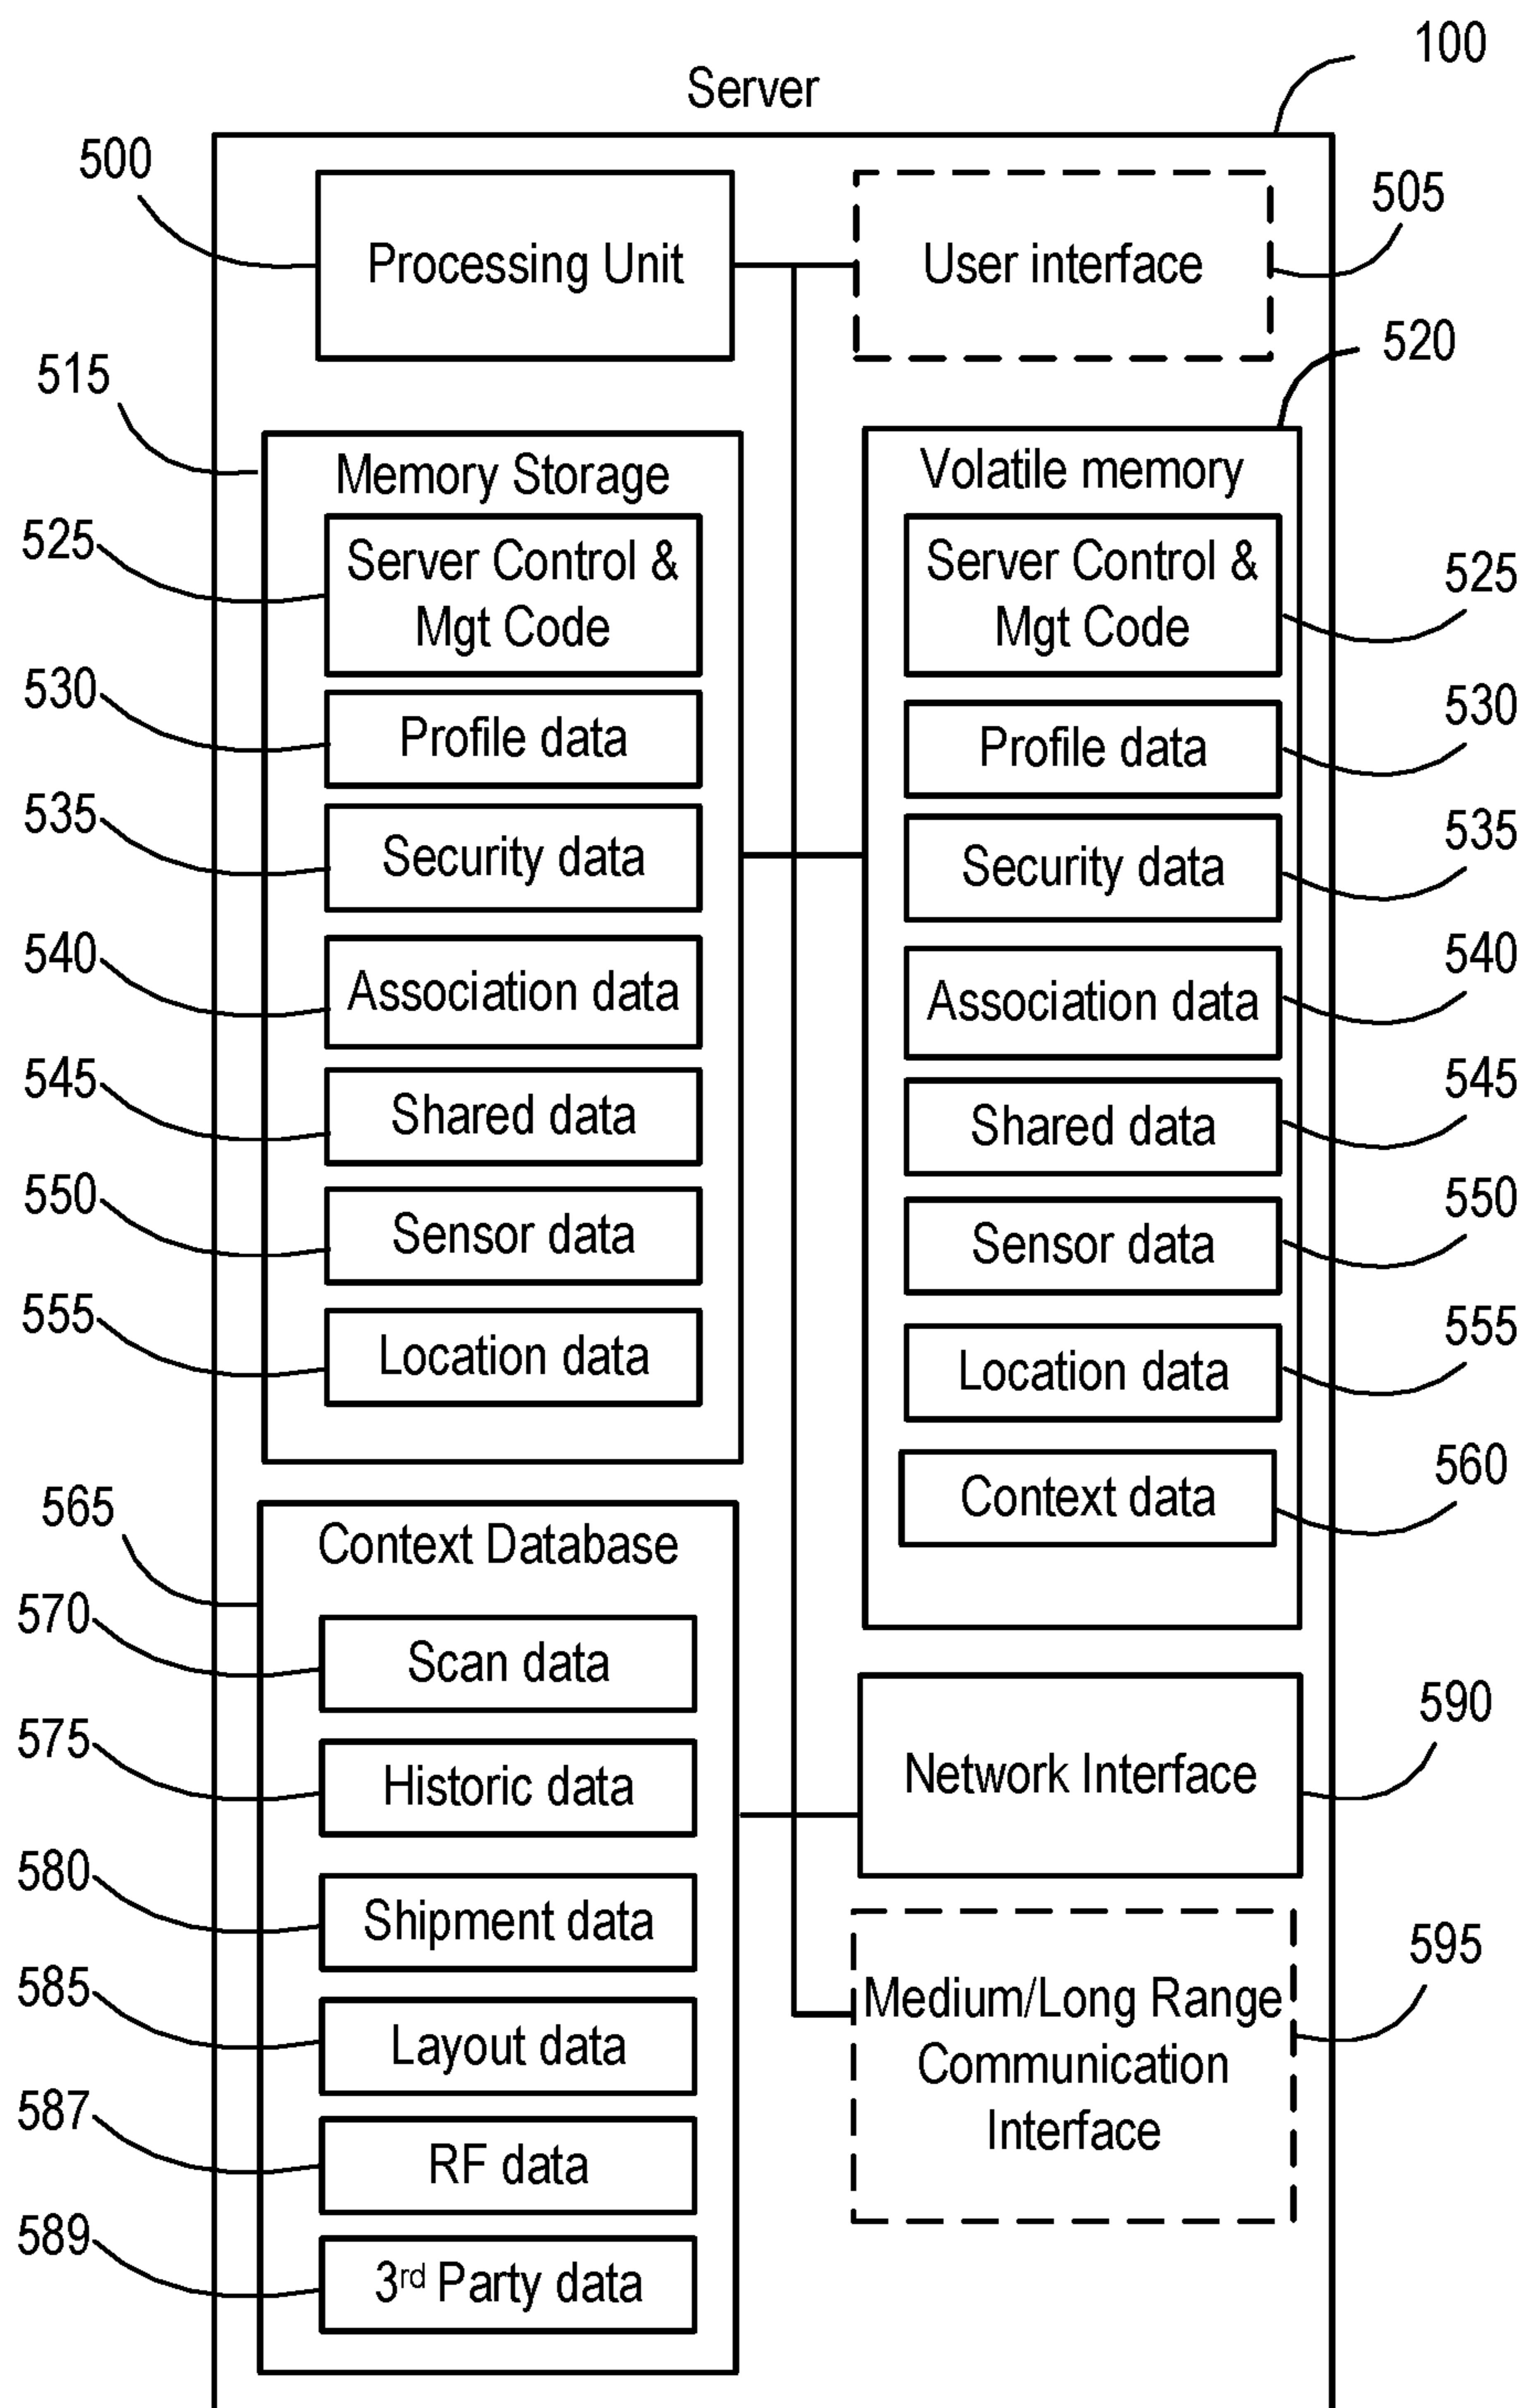 100
Server
500
Processing Unit
User interface
505
515
520
Memory Storage
525
Server Control &
Mgt Code
530
Profile data
535
Security data
540
Association data
545
Shared data
550
Sensor data
555
Location data
Volatile memory
Server Control &
Mgt Code
525
Profile data
530
Security data
535
Association data
540
Shared data
545
Sensor data
550
Location data
555
Context data
560
565
Context Database
570
Scan data
575
Historic data
580
Shipment data
585
Layout data
587
RF data
589
3rd Party data
Network Interface
590
Medium/Long Range
Communication
Interface
595